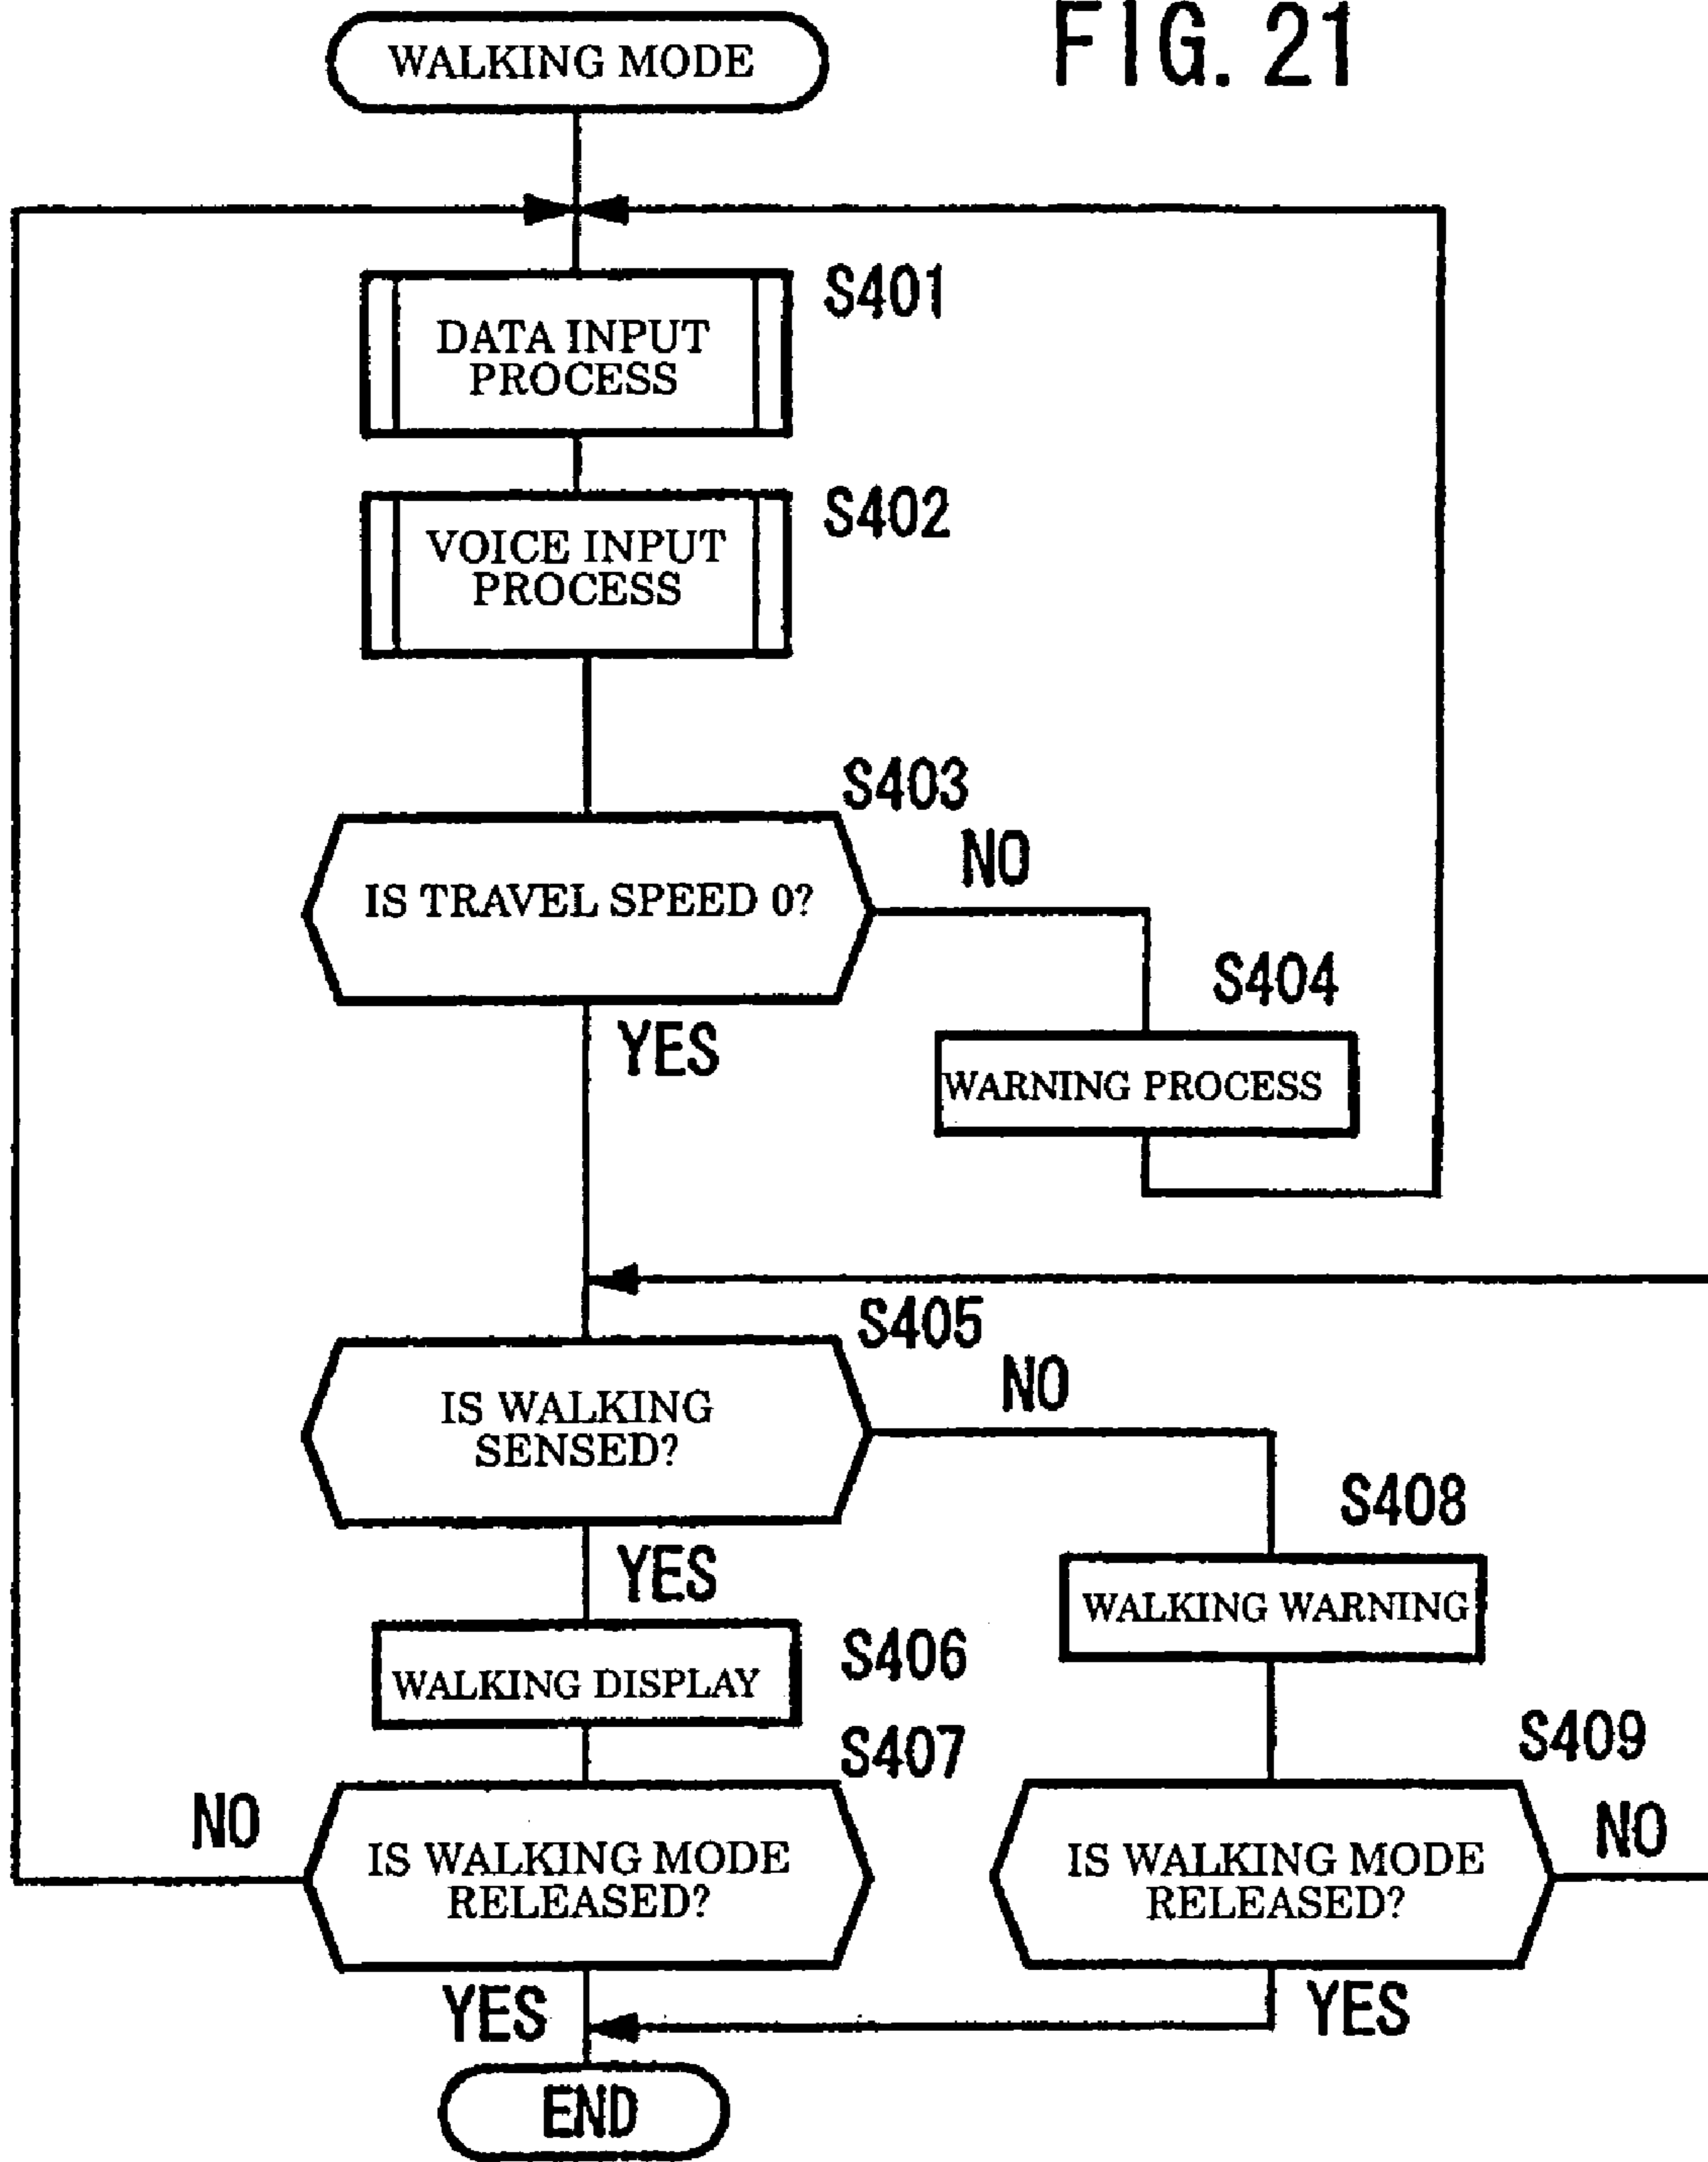 FIG. 21
WALKING MODE
S401
DATA INPUT
PROCESS
S402
VOICE INPUT
PROCESS
S403
IS TRAVEL SPEED 0?
NO
YES
S404
WARNING PROCESS
S405
IS WALKING
SENSED?
NO
YES
S408
WALKING WARNING
S406
WALKING DISPLAY
S407
IS WALKING MODE
RELEASED?
NO
YES
S409
IS WALKING MODE
RELEASED?
NO
YES
END